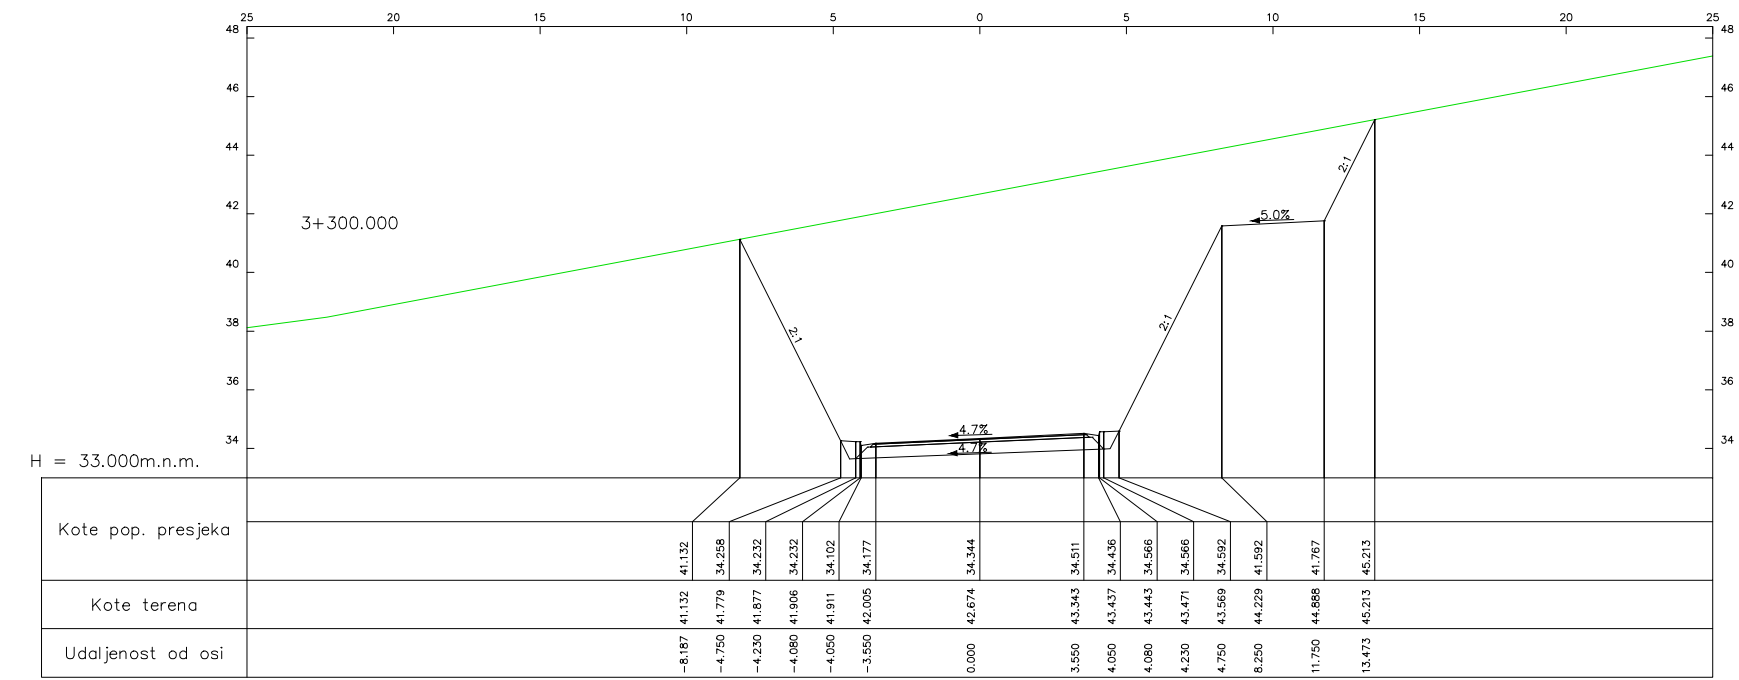 25 20 15 10 5 0 5 10 15 20 25
48 48
46 46
44 44
2:1
42 42
5.0%
3+300.000
40 40
38 38
2:1 2:1
36 36
4.7%
34 34
4.7%
H = 33.000m.n.m.
Kote pop. presjeka 41.132 34.258 34.232 34.232 34.102 34.177 34.344 34.511 34.436 34.566 34.566 34.592 41.592 41.767 45.213
Kote terena 41.132 41.779 41.877 41.906 41.911 42.005 42.674 43.343 43.437 43.443 43.471 43.569 44.229 44.888 45.213
Udaljenost od osi -8.187 -4.750 -4.230 -4.080 -4.050 -3.550 0.000 3.550 4.050 4.080 4.230 4.750 8.250 11.750 13.473